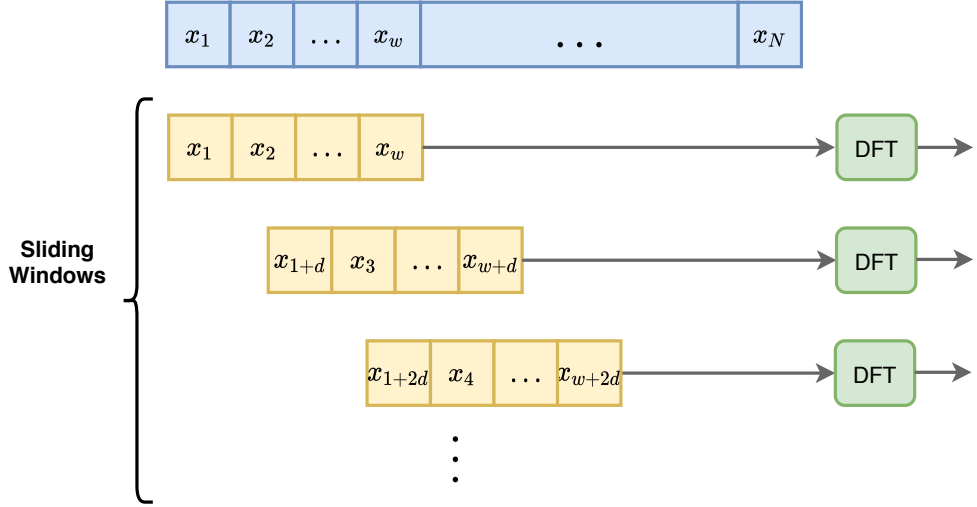 x_1 x_2 ... x_w ... x_N
x_1 x_2 ... x_w DFT
x_{1+d} x_3 ... x_{w+d} DFT
Sliding
Windows
x_{1+2d} x_4 ... x_{w+2d} DFT
⋮